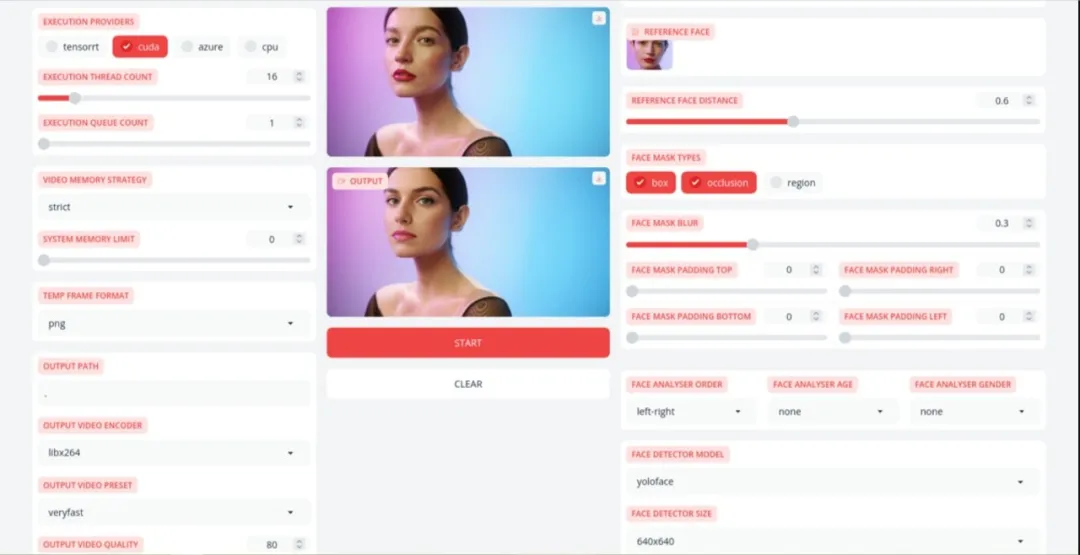 EXECUTION PROVIDERS
tensorrt cuda azure cpu
EXECUTION THREAD COUNT 16
EXECUTION QUEUE COUNT 1
VIDEO MEMORY STRATEGY
strict
SYSTEM MEMORY LIMIT 0
TEMP FRAME FORMAT
png
OUTPUT PATH
.
OUTPUT VIDEO ENCODER
libx264
OUTPUT VIDEO PRESET
veryfast
OUTPUT VIDEO QUALITY 80
OUTPUT
START
CLEAR
REFERENCE FACE
REFERENCE FACE DISTANCE 0.6
FACE MASK TYPES
box occlusion region
FACE MASK BLUR 0.3
FACE MASK PADDING TOP 0 FACE MASK PADDING RIGHT 0
FACE MASK PADDING BOTTOM 0 FACE MASK PADDING LEFT 0
FACE ANALYSER ORDER FACE ANALYSER AGE FACE ANALYSER GENDER
left-right none none
FACE DETECTOR MODEL
yoloface
FACE DETECTOR SIZE
640x640